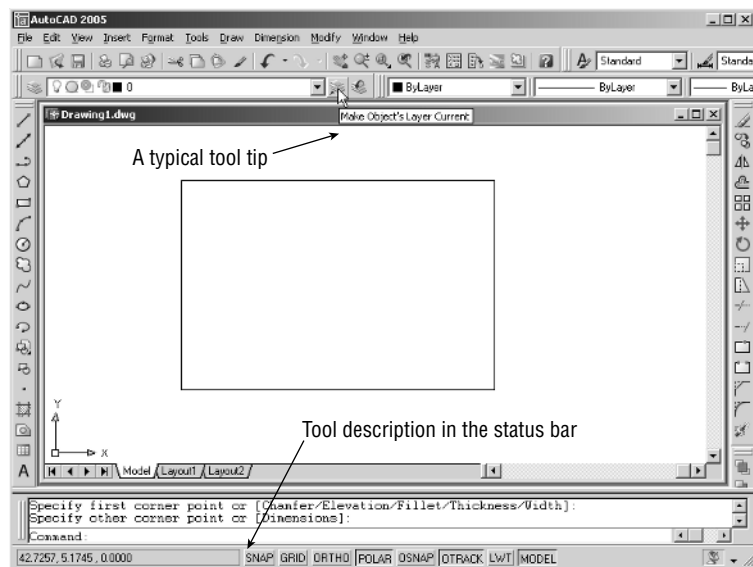 AutoCAD 2005
File Edit View Insert Format Tools Draw Dimension Modify Window Help
Standard
Standa
0
ByLayer
ByLayer
ByLa
Drawing1.dwg
Make Object's Layer Current
A typical tool tip
Y
X
Tool description in the status bar
Model Layout1 Layout2
Specify first corner point or [Chamfer/Elevation/Fillet/Thickness/Width]:
Specify other corner point or [Dimensions]:
Command:
42.7257, 5.1745 , 0.0000 SNAP GRID ORTHO POLAR OSNAP OTRACK LWT MODEL